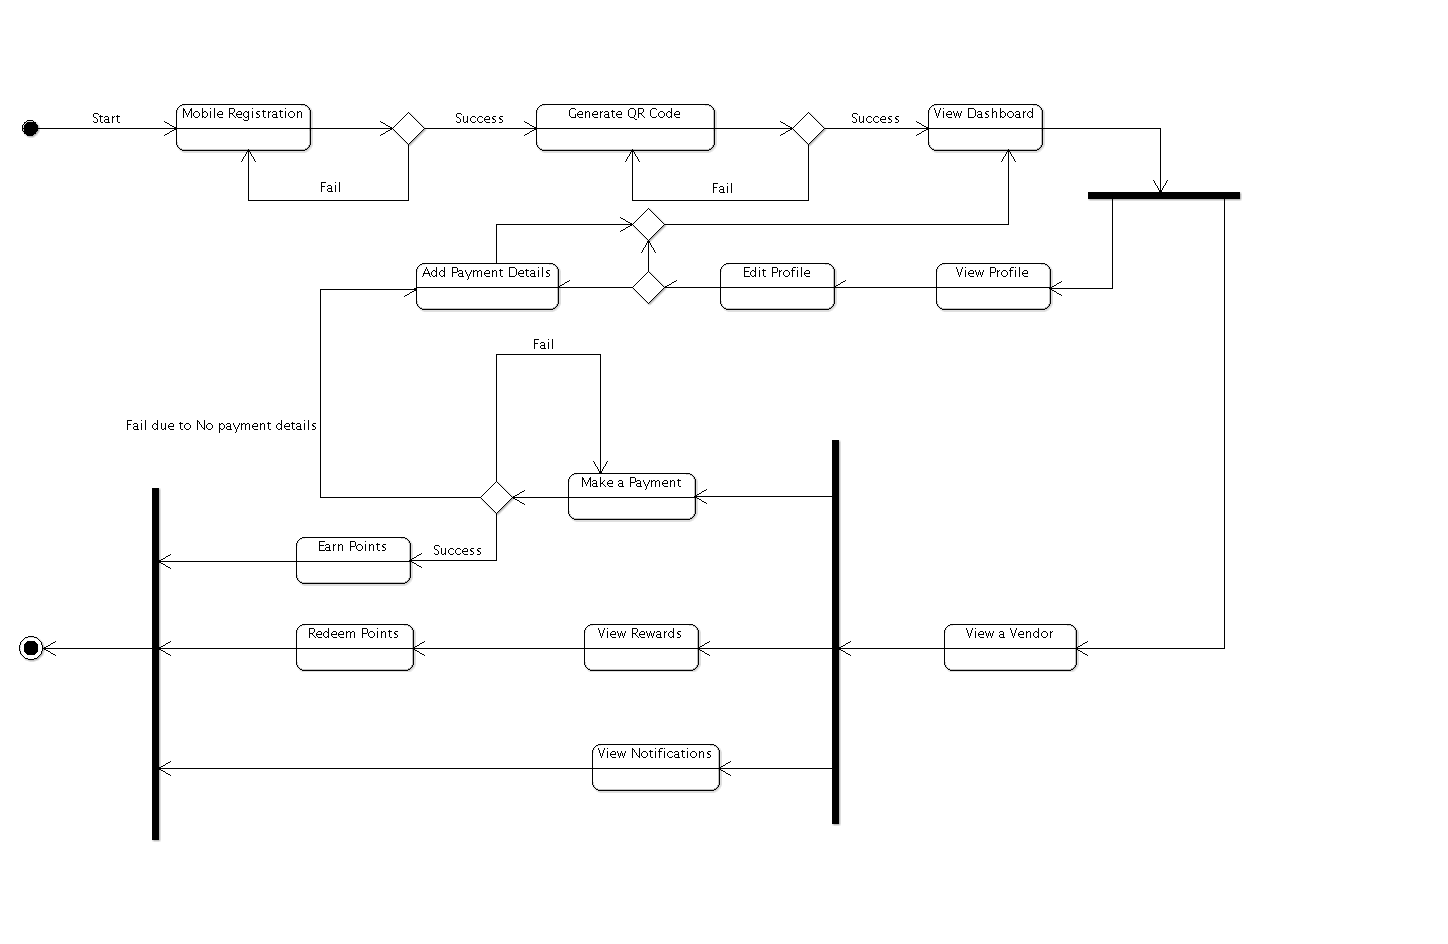 Start
Mobile Registration
Success
Generate QR Code
Success
View Dashboard
Fail
Fail
Add Payment Details
Edit Profile
View Profile
Fail
Fail due to No payment details
Make a Payment
Earn Points
Success
Redeem Points
View Rewards
View a Vendor
View Notifications